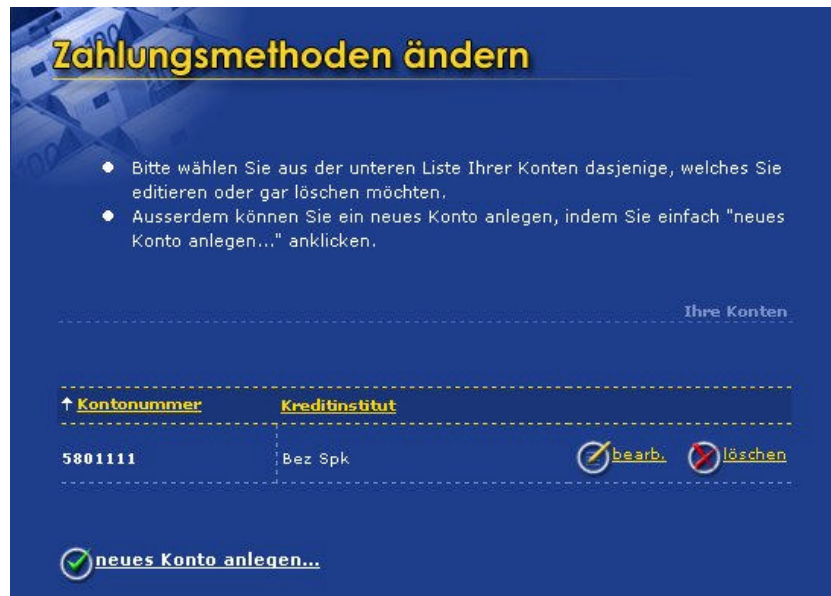 Zahlungsmethoden ändern
Bitte wählen Sie aus der unteren Liste Ihrer Konten dasjenige, welches Sie
editieren oder gar löschen möchten.
Ausserdem können Sie ein neues Konto anlegen, indem Sie einfach "neues
Konto anlegen..." anklicken.
Ihre Konten
↑ Kontonummer Kreditinstitut
5801111 Bez Spk bearb. löschen
neues Konto anlegen...